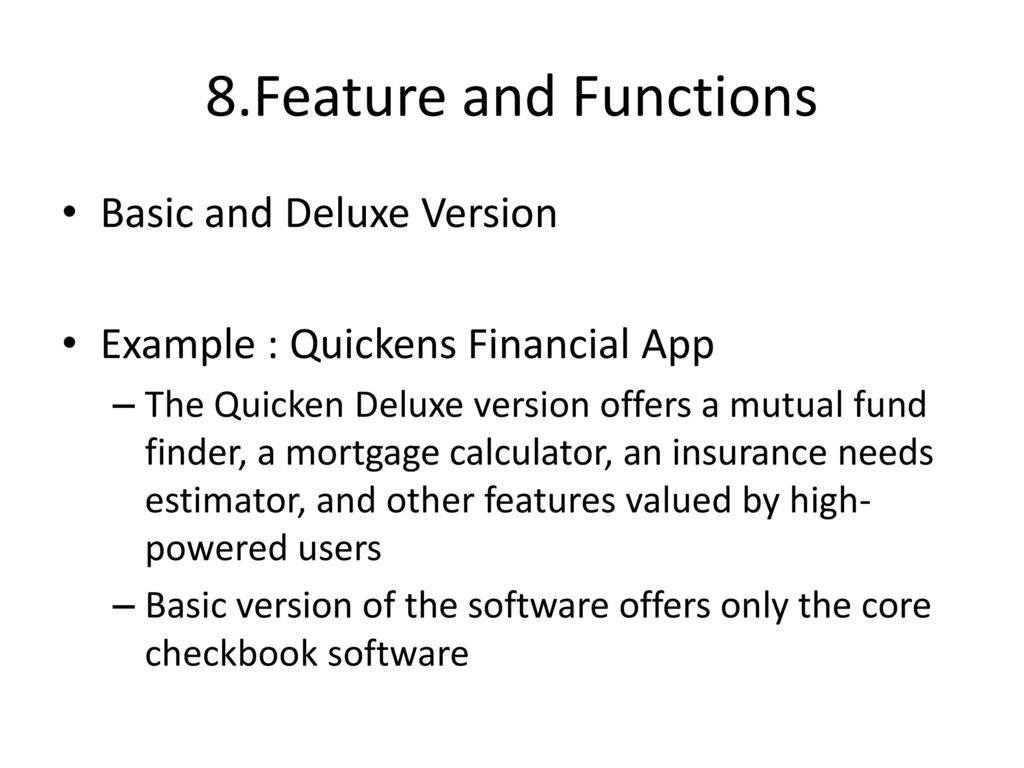 8.Feature and Functions
• Basic and Deluxe Version
• Example : Quickens Financial App
– The Quicken Deluxe version offers a mutual fund
finder, a mortgage calculator, an insurance needs
estimator, and other features valued by high-
powered users
– Basic version of the software offers only the core
checkbook software